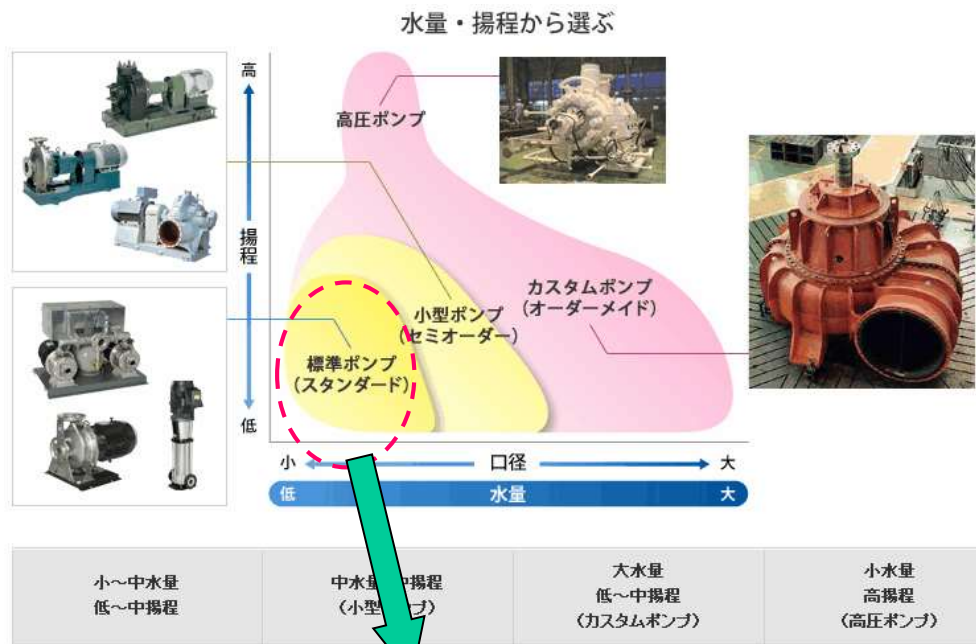 水量・揚程から選ぶ
高
揚程
低
高圧ポンプ
カスタムポンプ
(オーダーメイド)
小型ポンプ
(セミオーダー)
標準ポンプ
(スタンダード)
小
口径
大
低
水量
大
小〜中水量
低〜中揚程
中水量 中揚程
(小型 プ)
大水量
低〜中揚程
(カスタムポンプ)
小水量
高揚程
(高圧ポンプ)